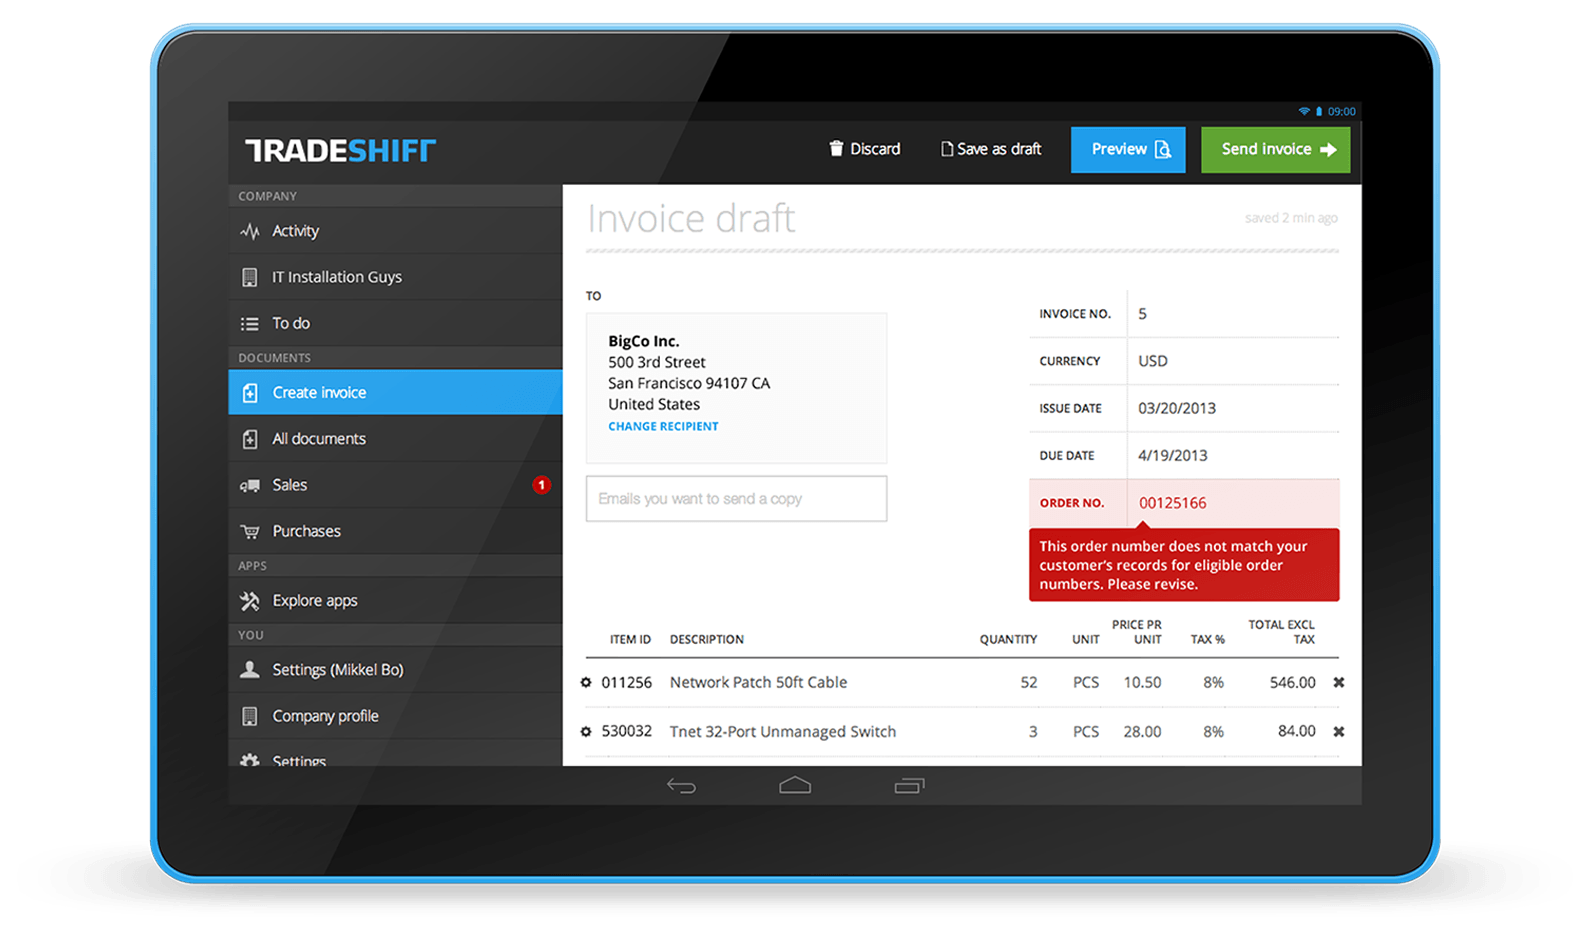 09:00
TRADESHIFT
Discard
Save as draft
Preview
Send invoice
COMPANY
Activity
IT Installation Guys
To do
DOCUMENTS
Create invoice
All documents
Sales
1
Purchases
APPS
Explore apps
YOU
Settings (Mikkel Bo)
Company profile
Settings
Invoice draft
saved 2 min ago
TO
BigCo Inc.
500 3rd Street
San Francisco 94107 CA
United States
CHANGE RECIPIENT
Emails you want to send a copy
INVOICE NO. 5
CURRENCY USD
ISSUE DATE 03/20/2013
DUE DATE 4/19/2013
ORDER NO. 00125166
This order number does not match your
customer's records for eligible order
numbers. Please revise.
ITEM ID DESCRIPTION QUANTITY UNIT PRICE PR UNIT TAX % TOTAL EXCL TAX
011256 Network Patch 50ft Cable 52 PCS 10.50 8% 546.00
530032 Tnet 32-Port Unmanaged Switch 3 PCS 28.00 8% 84.00